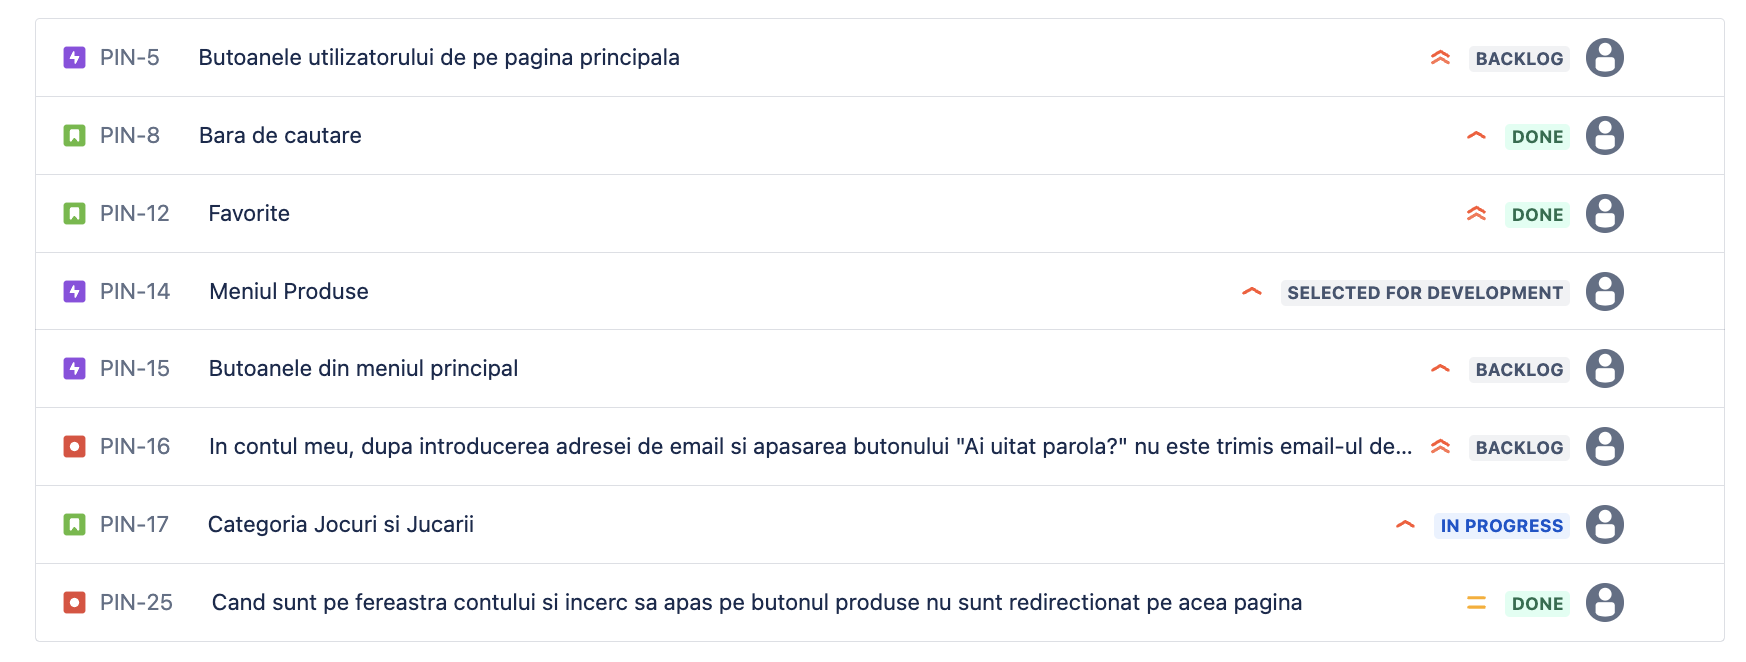 PIN-5 Butoanele utilizatorului de pe pagina principala BACKLOG
PIN-8 Bara de cautare DONE
PIN-12 Favorite DONE
PIN-14 Meniul Produse SELECTED FOR DEVELOPMENT
PIN-15 Butoanele din meniul principal BACKLOG
PIN-16 In contul meu, dupa introducerea adresei de email si apasarea butonului "Ai uitat parola?" nu este trimis email-ul de... BACKLOG
PIN-17 Categoria Jocuri si Jucarii IN PROGRESS
PIN-25 Cand sunt pe fereastra contului si incerc sa apas pe butonul produse nu sunt redirectionat pe acea pagina DONE